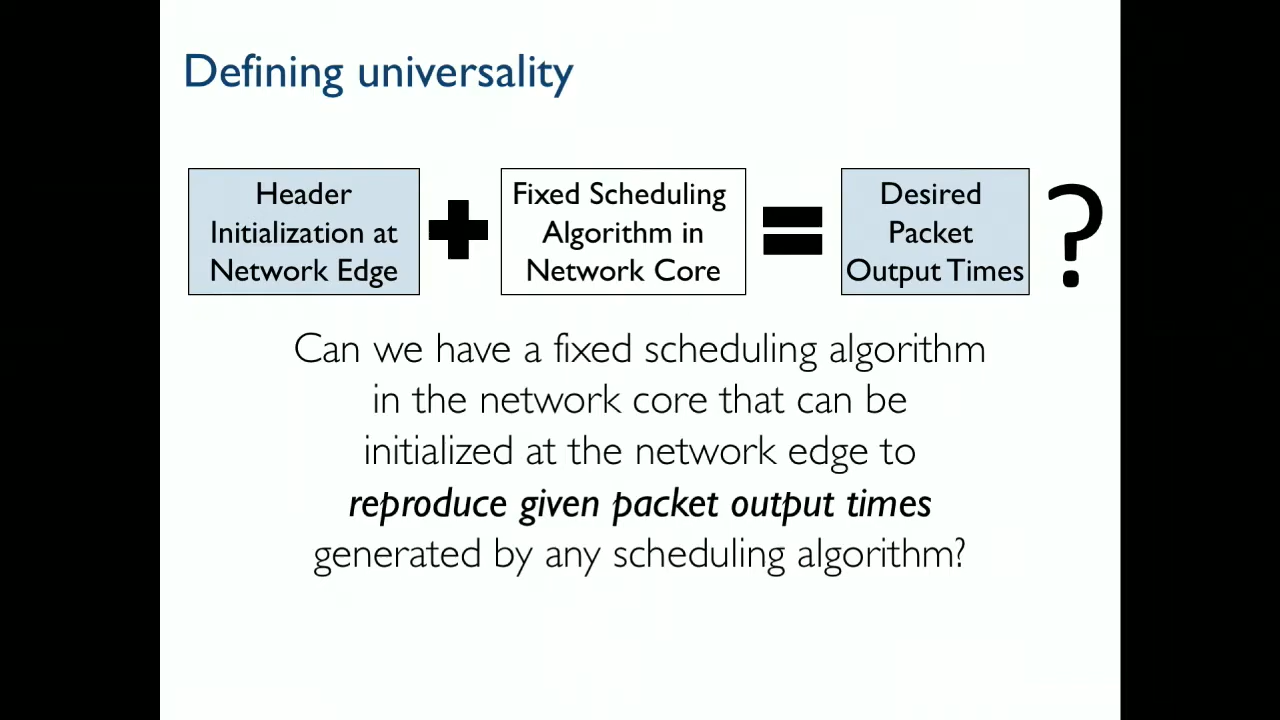 Defining universality
Header
Initialization at
Network Edge
Fixed Scheduling
Algorithm in
Network Core
Desired
Packet
Output Times
?
Can we have a fixed scheduling algorithm
in the network core that can be
initialized at the network edge to
reproduce given packet output times
generated by any scheduling algorithm?